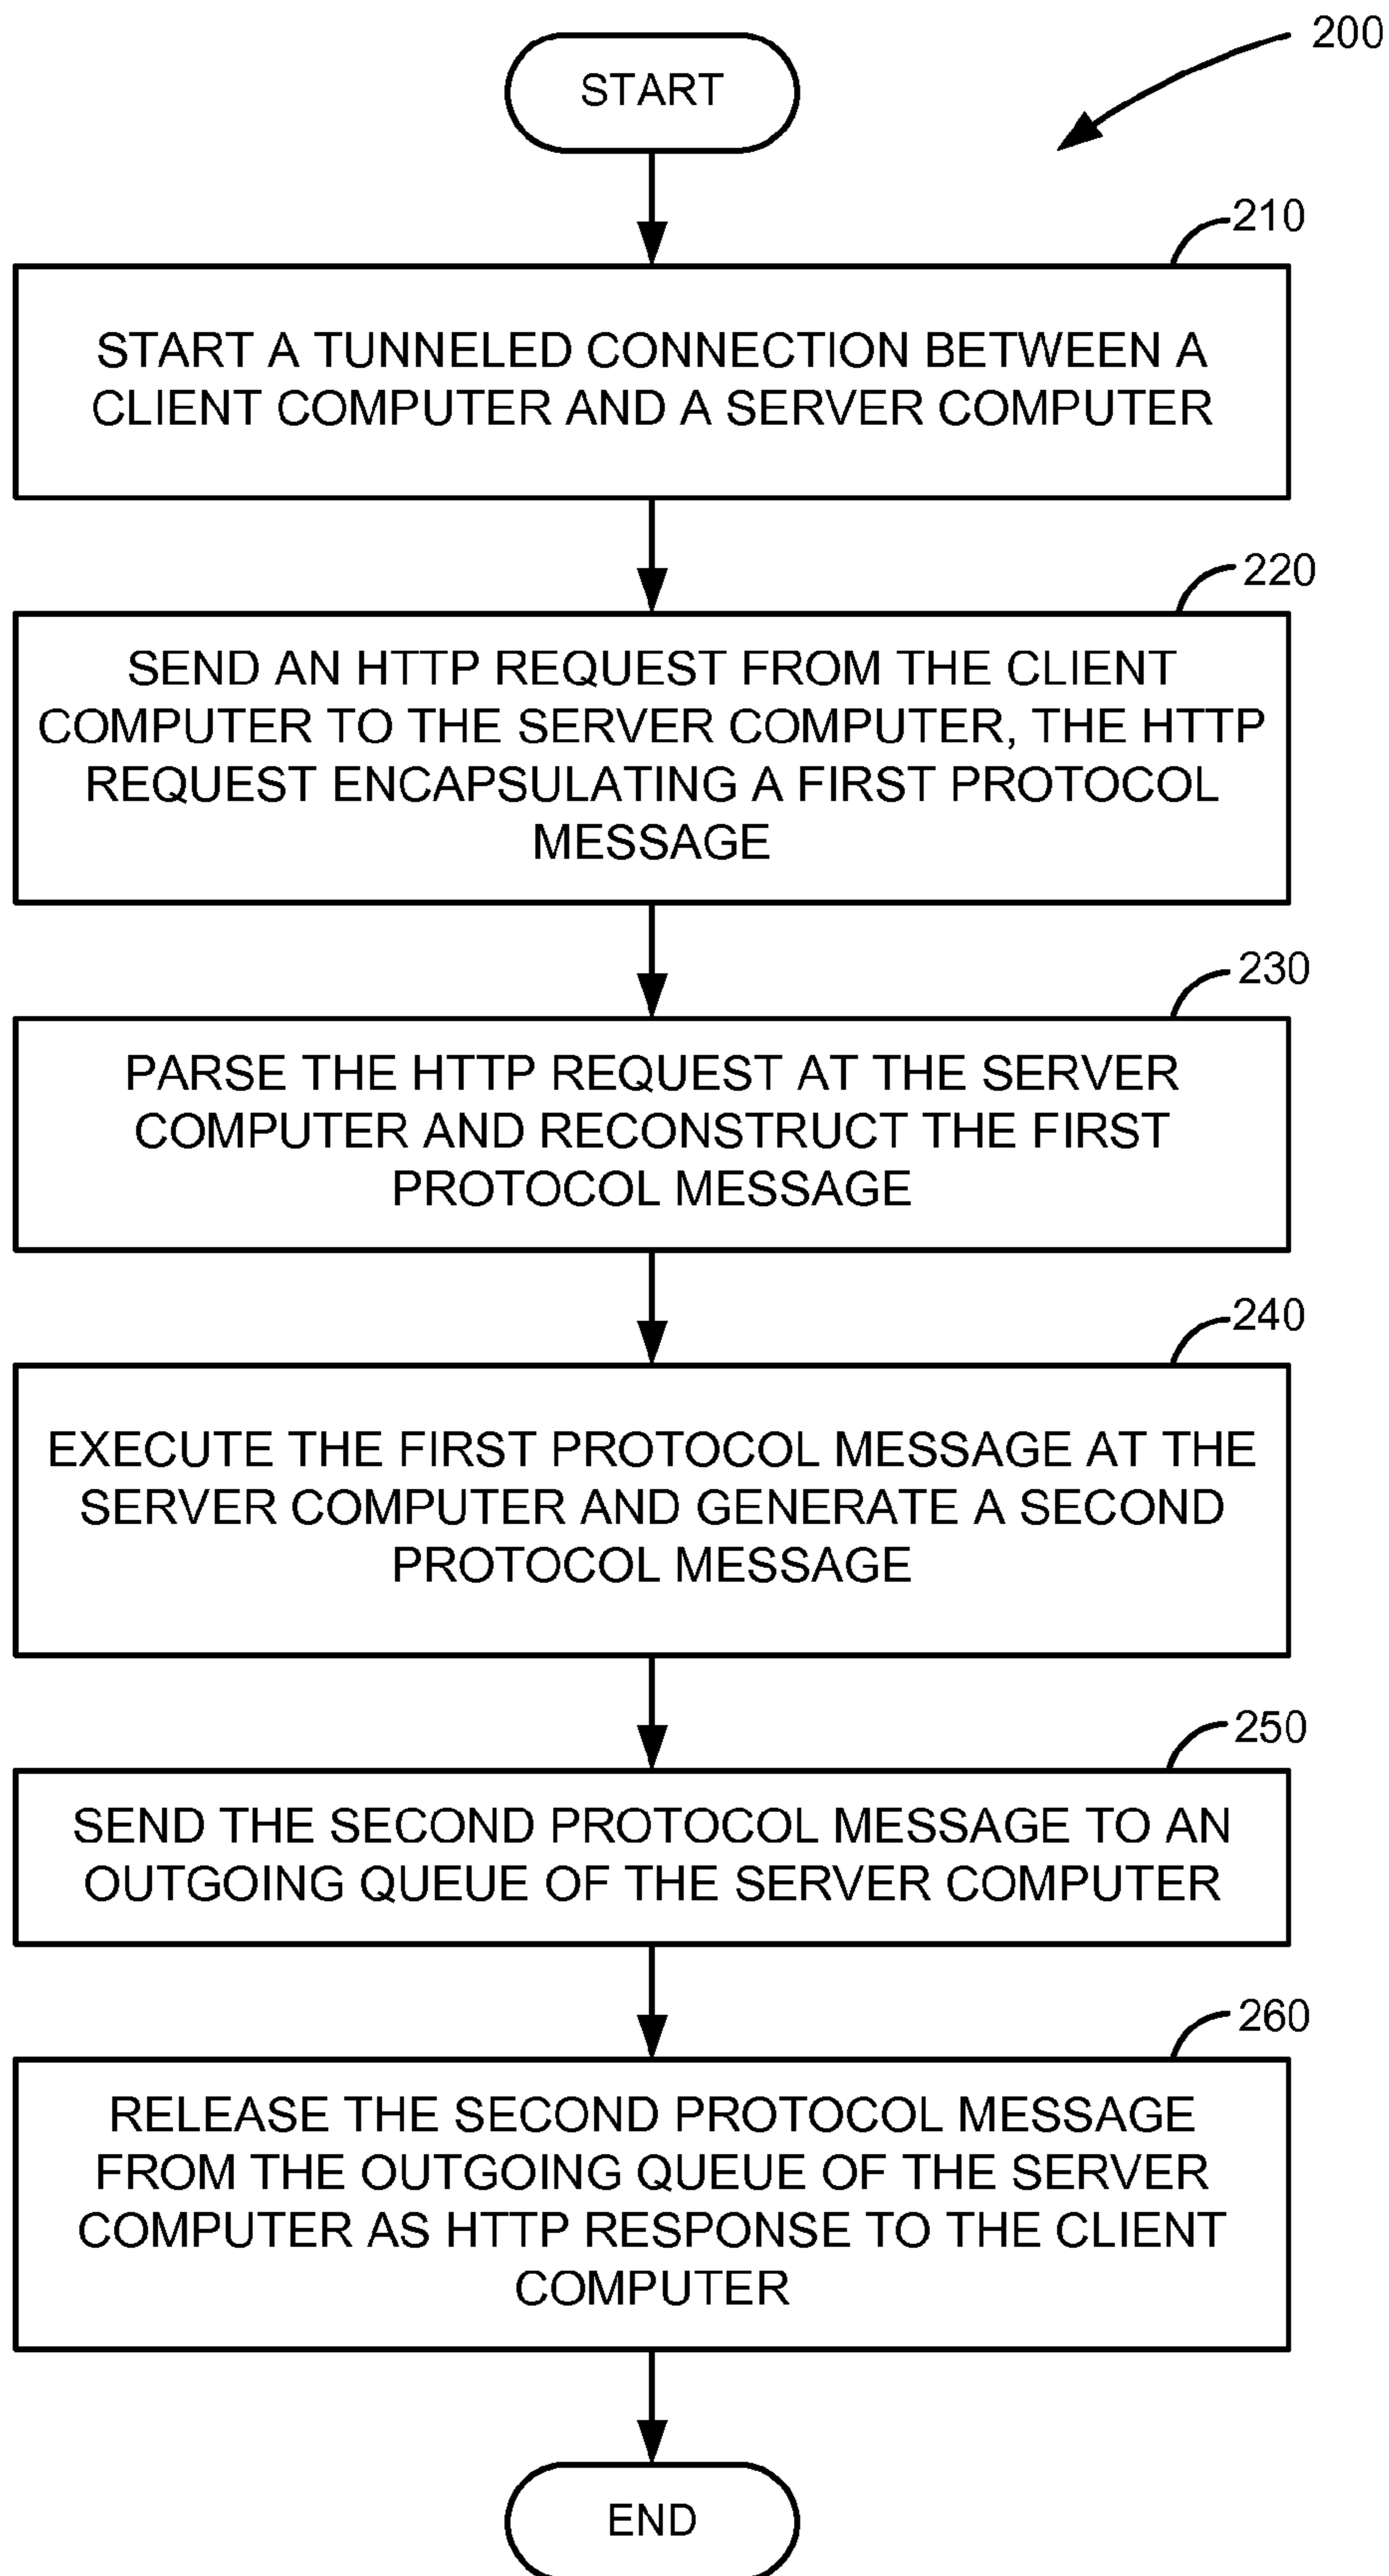 200
START
210
START A TUNNELED CONNECTION BETWEEN A
CLIENT COMPUTER AND A SERVER COMPUTER
220
SEND AN HTTP REQUEST FROM THE CLIENT
COMPUTER TO THE SERVER COMPUTER, THE HTTP
REQUEST ENCAPSULATING A FIRST PROTOCOL
MESSAGE
230
PARSE THE HTTP REQUEST AT THE SERVER
COMPUTER AND RECONSTRUCT THE FIRST
PROTOCOL MESSAGE
240
EXECUTE THE FIRST PROTOCOL MESSAGE AT THE
SERVER COMPUTER AND GENERATE A SECOND
PROTOCOL MESSAGE
250
SEND THE SECOND PROTOCOL MESSAGE TO AN
OUTGOING QUEUE OF THE SERVER COMPUTER
260
RELEASE THE SECOND PROTOCOL MESSAGE
FROM THE OUTGOING QUEUE OF THE SERVER
COMPUTER AS HTTP RESPONSE TO THE CLIENT
COMPUTER
END